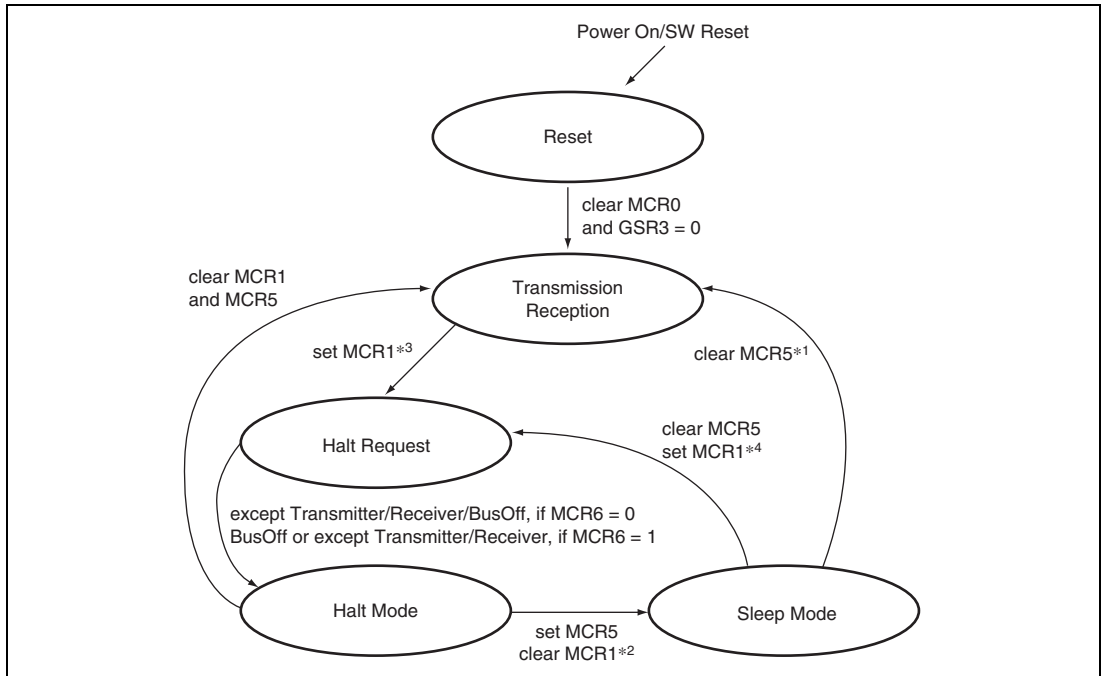 Power On/SW Reset
Reset
clear MCR0
and GSR3 = 0
clear MCR1
and MCR5
Transmission
Reception
set MCR1*3
clear MCR5*1
Halt Request
clear MCR5
set MCR1*4
except Transmitter/Receiver/BusOff, if MCR6 = 0
BusOff or except Transmitter/Receiver, if MCR6 = 1
Halt Mode
Sleep Mode
set MCR5
clear MCR1*2